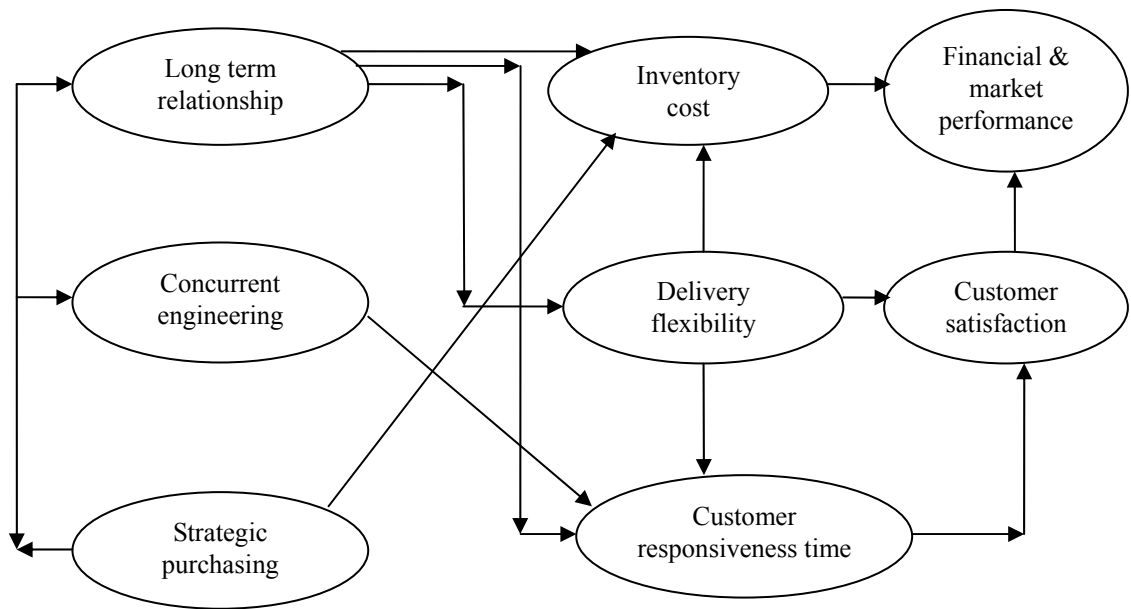 Long term
relationship
Inventory
cost
Financial &
market
performance
Concurrent
engineering
Delivery
flexibility
Customer
satisfaction
Strategic
purchasing
Customer
responsiveness time